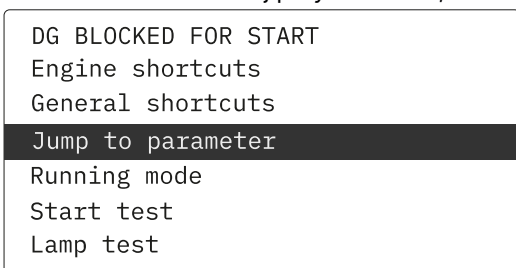 DG BLOCKED FOR START
Engine shortcuts
General shortcuts
Jump to parameter
Running mode
Start test
Lamp test